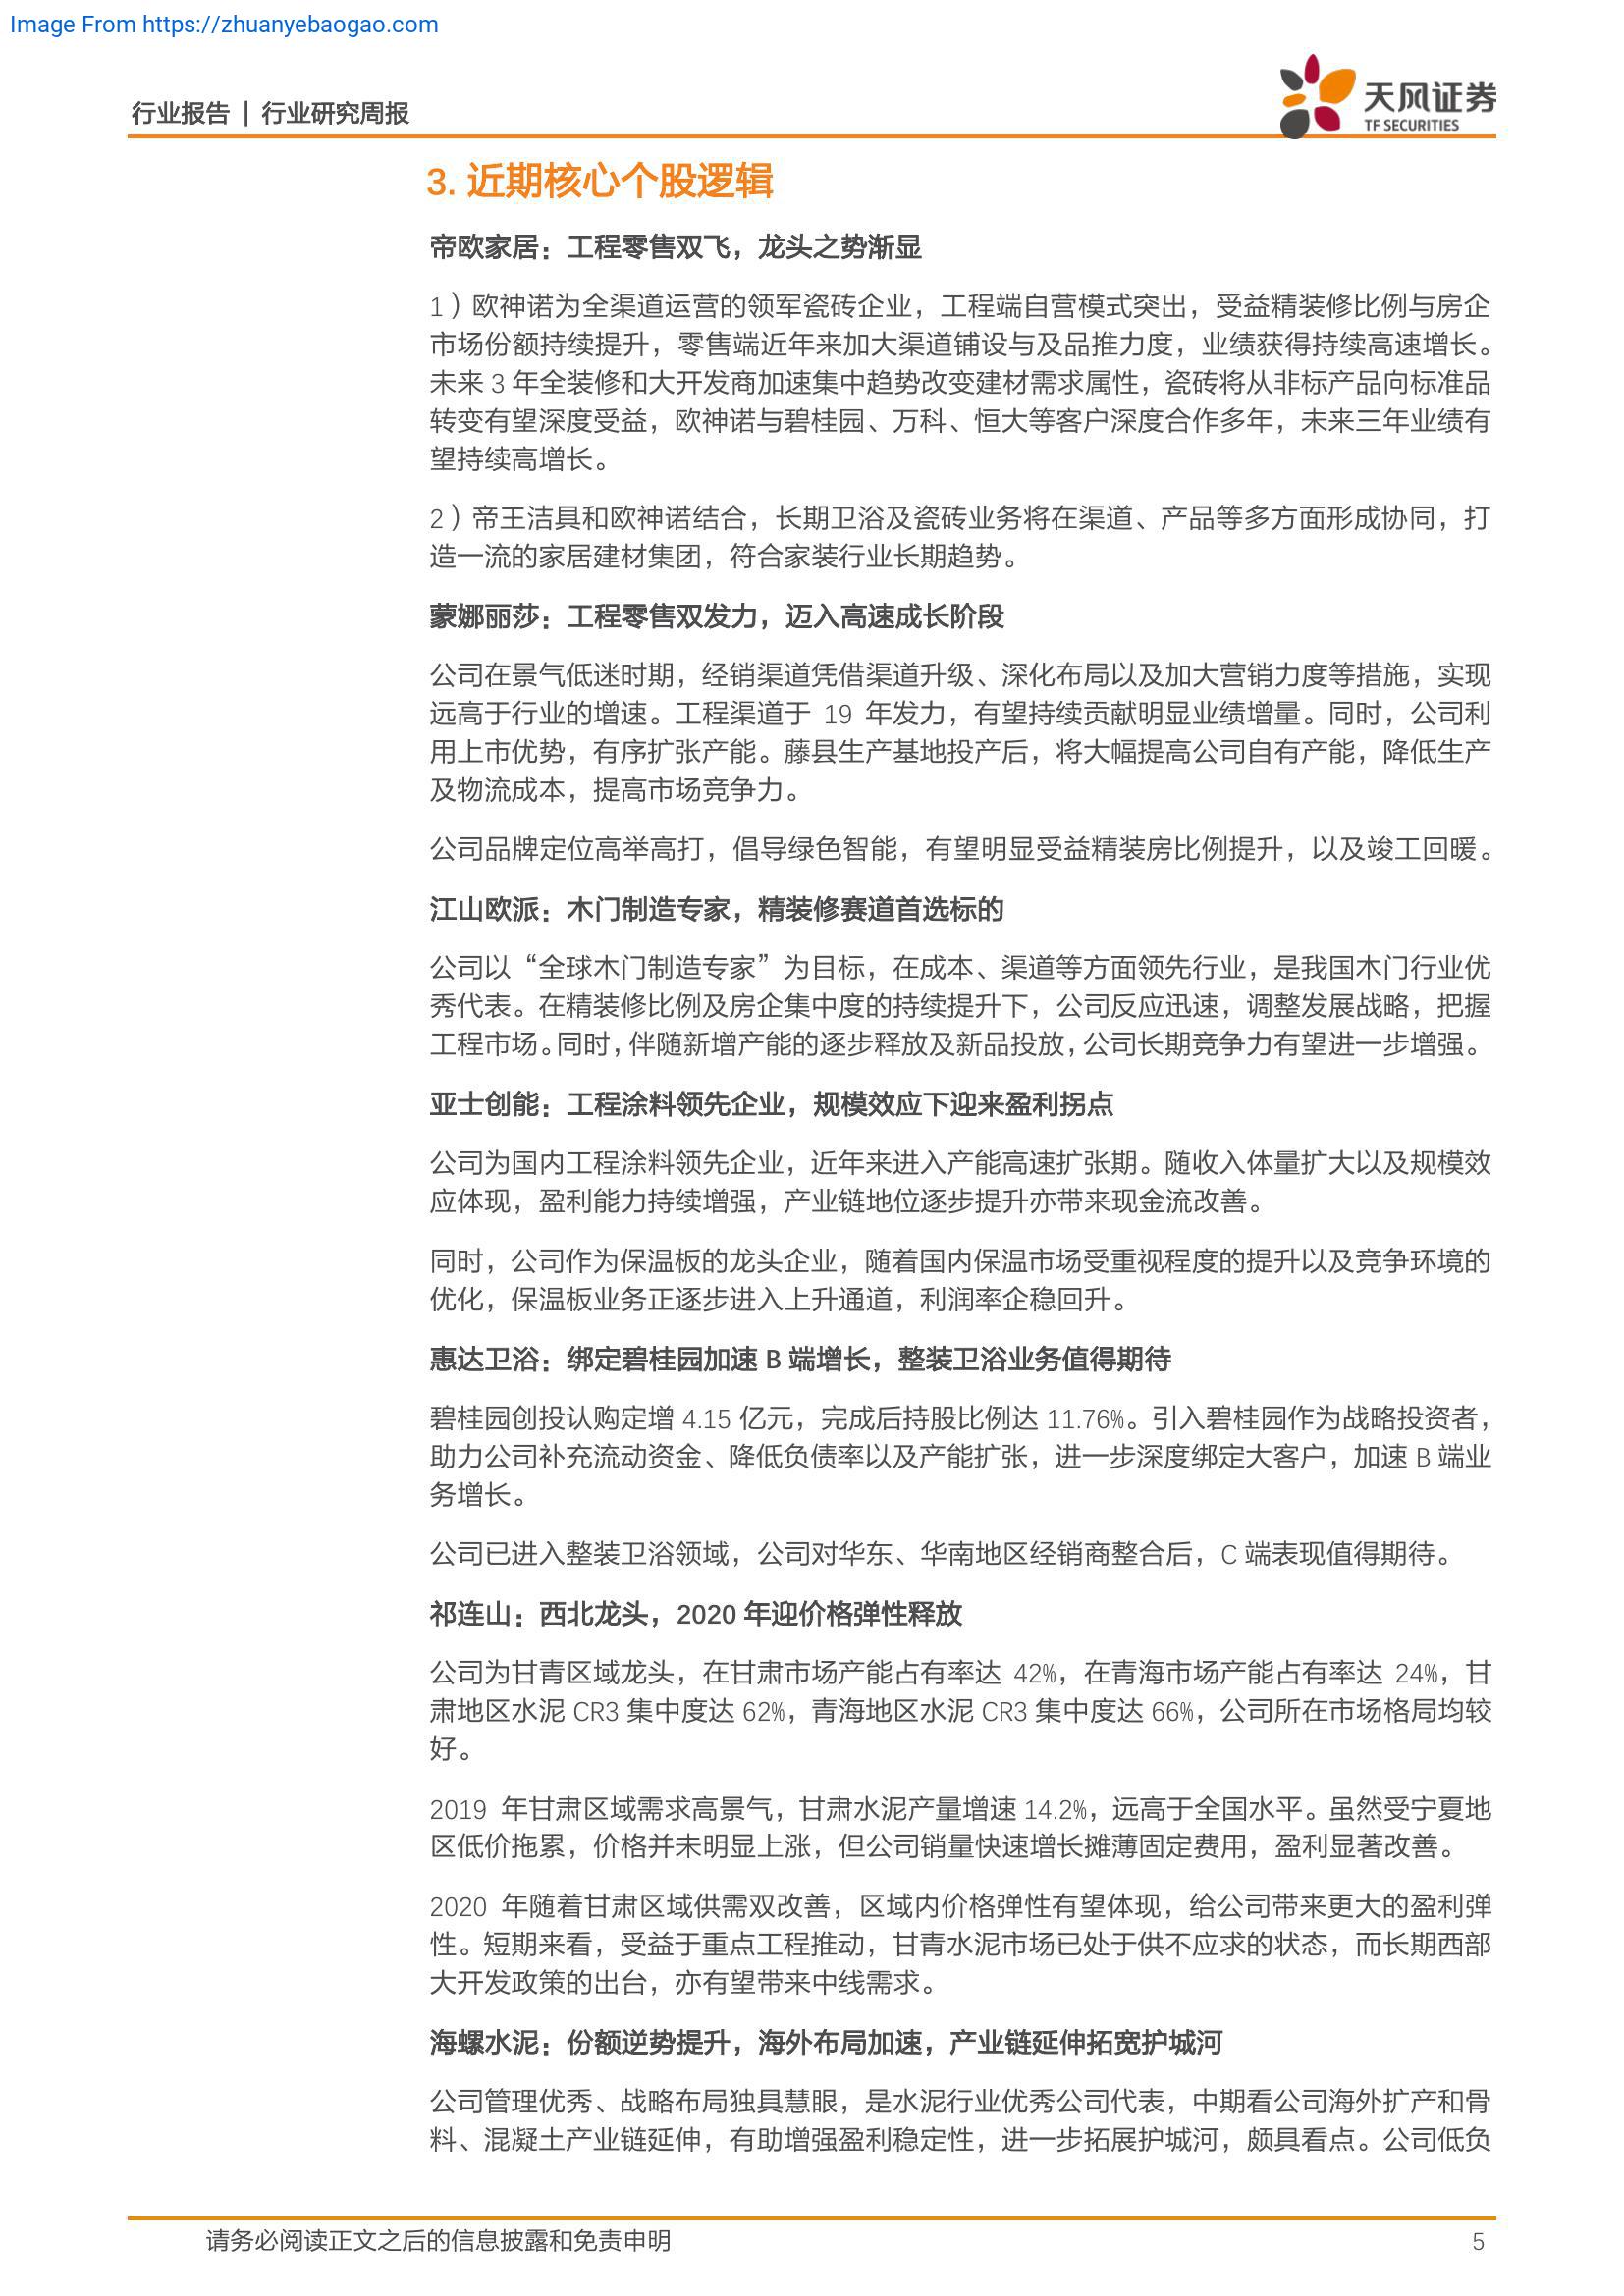 Image From https://zhuanyebaogao.com
行业报告 | 行业研究周报
天风证券
TF SECURITIES
3. 近期核心个股逻辑
帝欧家居：工程零售双飞，龙头之势渐显
1）欧神诺为全渠道运营的领军瓷砖企业，工程端自营模式突出，受益精装修比例与房企
市场份额持续提升，零售端近年来加大渠道铺设与及品推力度，业绩获得持续高速增长。
未来 3 年全装修和大开发商加速集中趋势改变建材需求属性，瓷砖将从非标产品向标准品
转变有望深度受益，欧神诺与碧桂园、万科、恒大等客户深度合作多年，未来三年业绩有
望持续高增长。
2）帝王洁具和欧神诺结合，长期卫浴及瓷砖业务将在渠道、产品等多方面形成协同，打
造一流的家居建材集团，符合家装行业长期趋势。
蒙娜丽莎：工程零售双发力，迈入高速成长阶段
公司在景气低迷时期，经销渠道凭借渠道升级、深化布局以及加大营销力度等措施，实现
远高于行业的增速。工程渠道于 19 年发力，有望持续贡献明显业绩增量。同时，公司利
用上市优势，有序扩张产能。藤县生产基地投产后，将大幅提高公司自有产能，降低生产
及物流成本，提高市场竞争力。
公司品牌定位高举高打，倡导绿色智能，有望明显受益精装房比例提升，以及竣工回暖。
江山欧派：木门制造专家，精装修赛道首选标的
公司以“全球木门制造专家”为目标，在成本、渠道等方面领先行业，是我国木门行业优
秀代表。在精装修比例及房企集中度的持续提升下，公司反应迅速，调整发展战略，把握
工程市场。同时，伴随新增产能的逐步释放及新品投放，公司长期竞争力有望进一步增强。
亚士创能：工程涂料领先企业，规模效应下迎来盈利拐点
公司为国内工程涂料领先企业，近年来进入产能高速扩张期。随收入体量扩大以及规模效
应体现，盈利能力持续增强，产业链地位逐步提升亦带来现金流改善。
同时，公司作为保温板的龙头企业，随着国内保温市场受重视程度的提升以及竞争环境的
优化，保温板业务正逐步进入上升通道，利润率企稳回升。
惠达卫浴：绑定碧桂园加速 B 端增长，整装卫浴业务值得期待
碧桂园创投认购定增 4.15 亿元，完成后持股比例达 11.76%。引入碧桂园作为战略投资者，
助力公司补充流动资金、降低负债率以及产能扩张，进一步深度绑定大客户，加速 B 端业
务增长。
公司已进入整装卫浴领域，公司对华东、华南地区经销商整合后，C 端表现值得期待。
祁连山：西北龙头，2020 年迎价格弹性释放
公司为甘青区域龙头，在甘肃市场产能占有率达 42%，在青海市场产能占有率达 24%，甘
肃地区水泥 CR3 集中度达 62%，青海地区水泥 CR3 集中度达 66%，公司所在市场格局均较
好。
2019 年甘肃区域需求高景气，甘肃水泥产量增速 14.2%，远高于全国水平。虽然受宁夏地
区低价拖累，价格并未明显上涨，但公司销量快速增长摊薄固定费用，盈利显著改善。
2020 年随着甘肃区域供需双改善，区域内价格弹性有望体现，给公司带来更大的盈利弹
性。短期来看，受益于重点工程推动，甘青水泥市场已处于供不应求的状态，而长期西部
大开发政策的出台，亦有望带来中线需求。
海螺水泥：份额逆势提升，海外布局加速，产业链延伸拓宽护城河
公司管理优秀、战略布局独具慧眼，是水泥行业优秀公司代表，中期看公司海外扩产和骨
料、混凝土产业链延伸，有助增强盈利稳定性，进一步拓展护城河，颇具看点。公司低负
请务必阅读正文之后的信息披露和免责申明
5